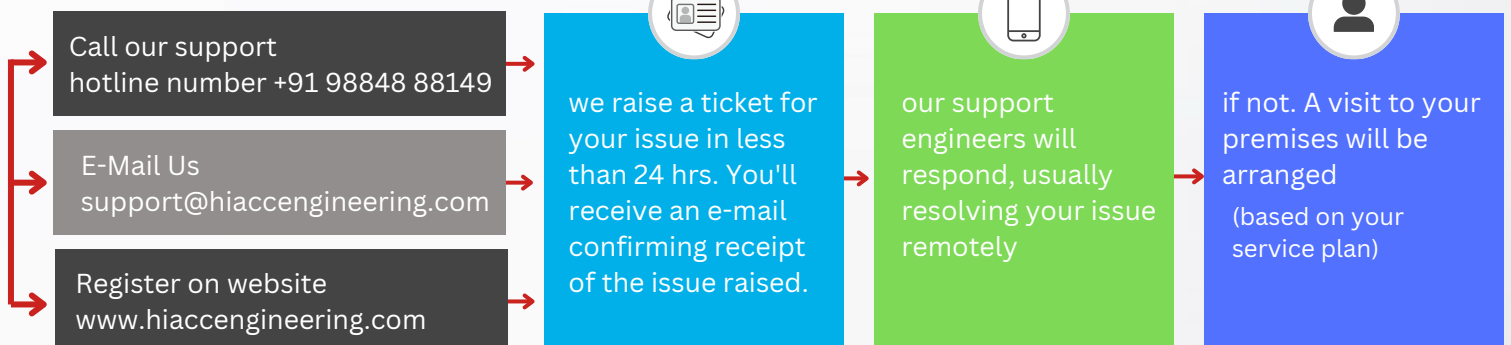 Call our support
hotline number +91 98848 88149
E-Mail Us
support@hiaccengineering.com
Register on website
www.hiaccengineering.com
we raise a ticket for
your issue in less
than 24 hrs. You'll
receive an e-mail
confirming receipt
of the issue raised.
our support
engineers will
respond, usually
resolving your issue
remotely
if not. A visit to your
premises will be
arranged
(based on your
service plan)